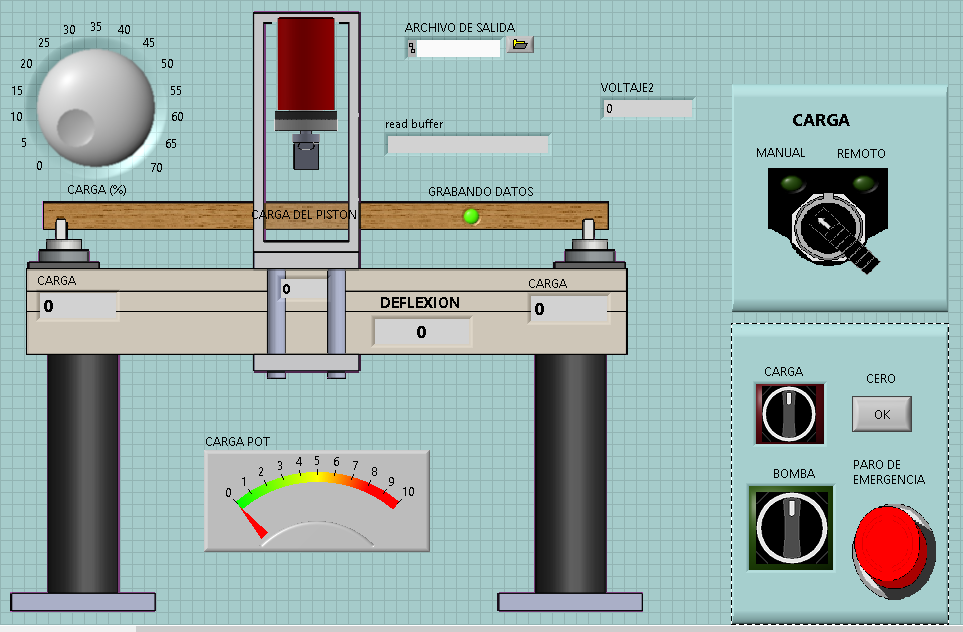 ARCHIVO DE SALIDA
0
5
10
15
20
25
30
35
40
45
50
55
60
65
70
CARGA (%)
read buffer
VOLTAJE2
0
GRABANDO DATOS
CARGA DEL PISTON
CARGA
0
0
DEFLEXION
0
CARGA
0
CARGA POT
0
1
2
3
4
5
6
7
8
9
10
CARGA
MANUAL
REMOTO
CARGA
CERO
OK
BOMBA
PARO DE
EMERGENCIA